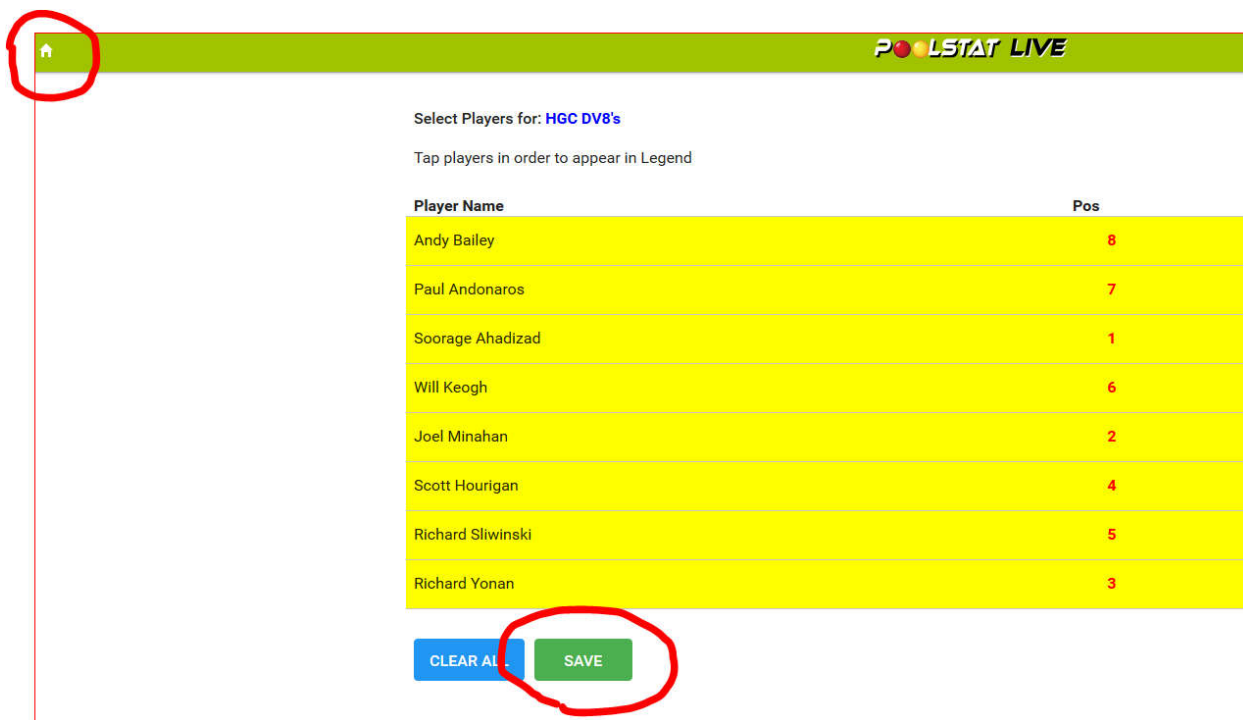 POOLSTAT LIVE
Select Players for: HGC DV8's
Tap players in order to appear in Legend
Player Name Pos
Andy Bailey 8
Paul Andonaros 7
Soorage Ahadizad 1
Will Keogh 6
Joel Minahan 2
Scott Hourigan 4
Richard Sliwinski 5
Richard Yonan 3
CLEAR ALL SAVE